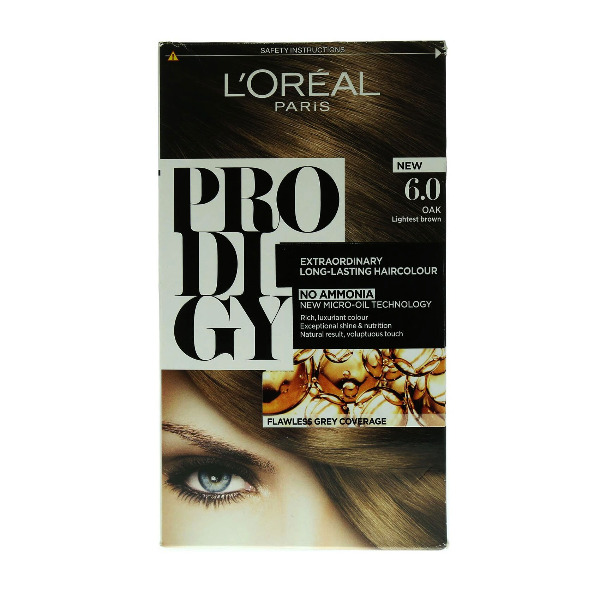 SAFETY INSTRUCTIONS
L'ORÉAL
PARIS
NEW
6.0
OAK
Lightest brown
PRO
DI
GY
EXTRAORDINARY
LONG-LASTING HAIRCOLOUR
NO AMMONIA
NEW MICRO-OIL TECHNOLOGY
Rich, luxuriant colour
Exceptional shine & nutrition
Natural result, voluptuous touch
FLAWLESS GREY COVERAGE